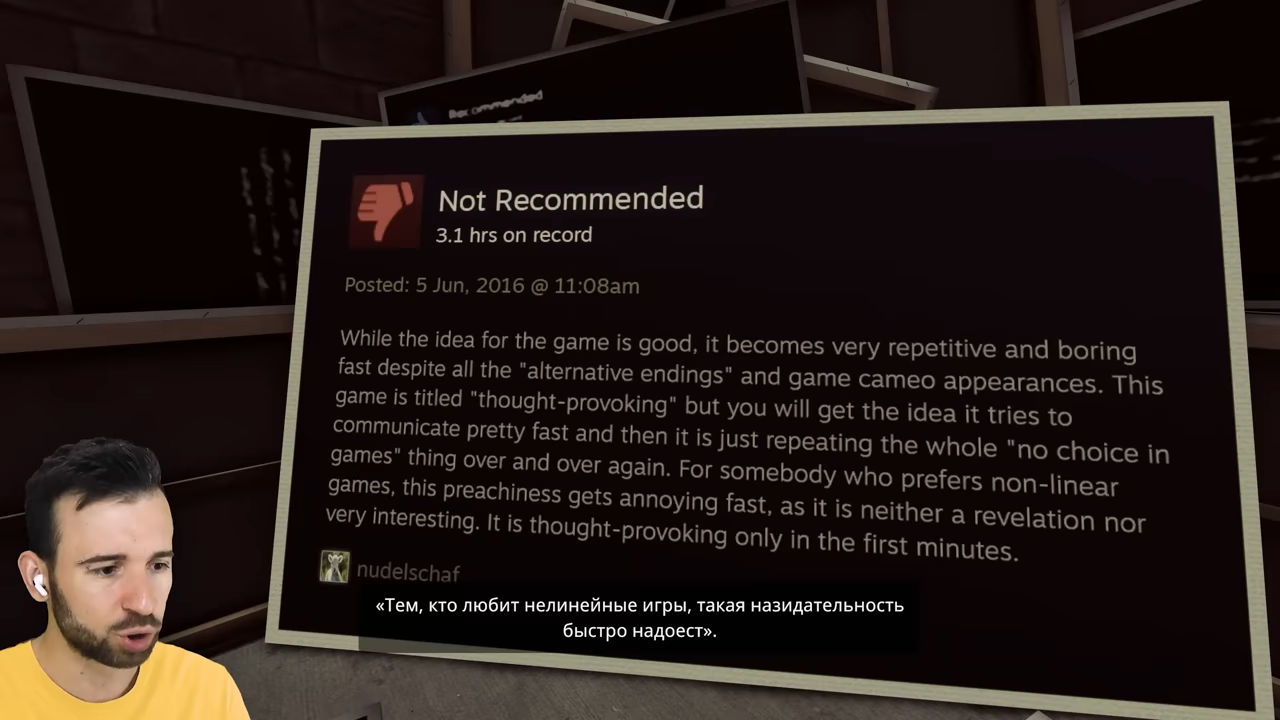 Recommended
Not Recommended
3.1 hrs on record
Posted: 5 Jun, 2016 @ 11:08am
While the idea for the game is good, it becomes very repetitive and boring
fast despite all the "alternative endings" and game cameo appearances. This
game is titled "thought-provoking" but you will get the idea it tries to
communicate pretty fast and then it is just repeating the whole "no choice in
games" thing over and over again. For somebody who prefers non-linear
games, this preachiness gets annoying fast, as it is neither a revelation nor
very interesting. It is thought-provoking only in the first minutes.
nudelschaf
«Тем, кто любит нелинейные игры, такая назидательность
быстро надоест».